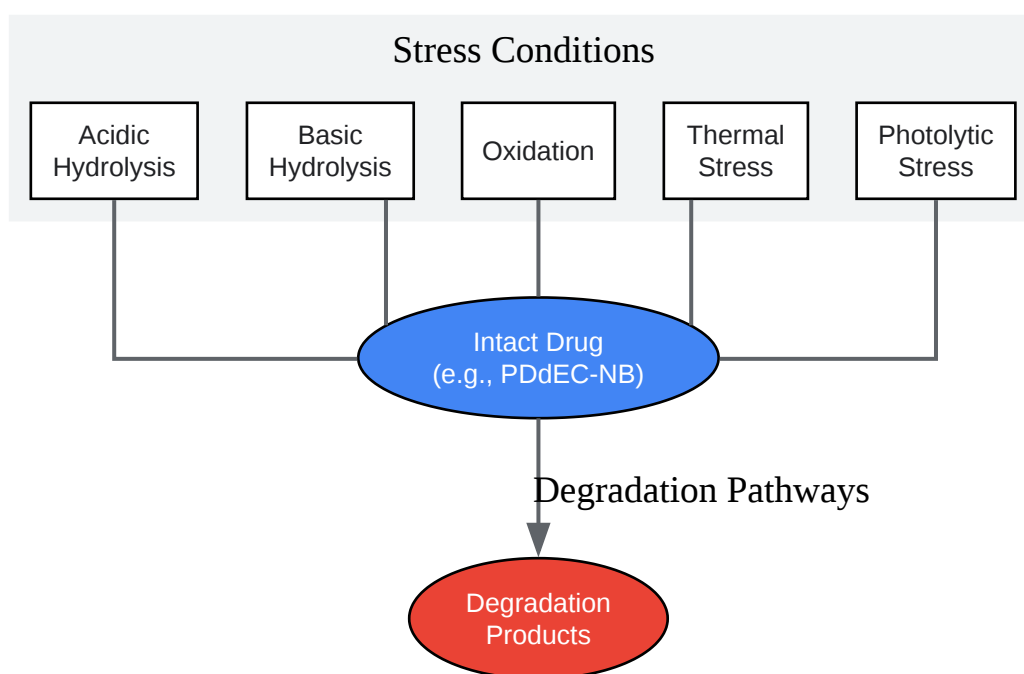 Stress Conditions
Acidic
Hydrolysis
Basic
Hydrolysis
Oxidation
Thermal
Stress
Photolytic
Stress
Intact Drug
(e.g., PDdEC-NB)
Degradation Pathways
Degradation
Products